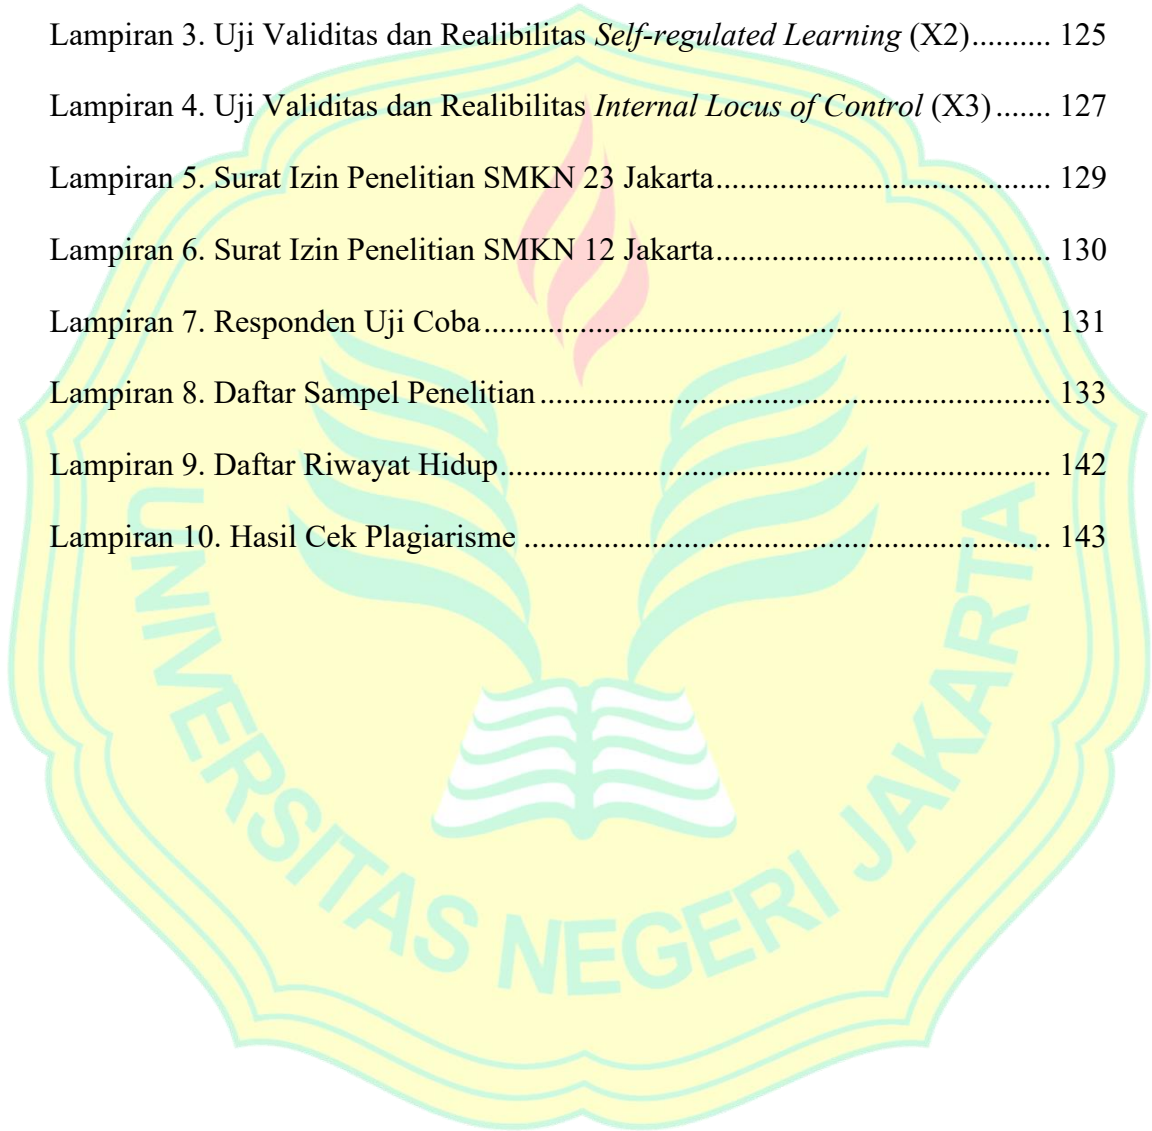 Lampiran 3. Uji Validitas dan Realibilitas Self-regulated Learning (X2).......... 125
Lampiran 4. Uji Validitas dan Realibilitas Internal Locus of Control (X3)....... 127
Lampiran 5. Surat Izin Penelitian SMKN 23 Jakarta....................................... 129
Lampiran 6. Surat Izin Penelitian SMKN 12 Jakarta....................................... 130
Lampiran 7. Responden Uji Coba.................................................................. 131
Lampiran 8. Daftar Sampel Penelitian........................................................... 133
Lampiran 9. Daftar Riwayat Hidup................................................................ 142
Lampiran 10. Hasil Cek Plagiarisme.............................................................. 143
UNIVERSITAS NEGERI JAKARTA